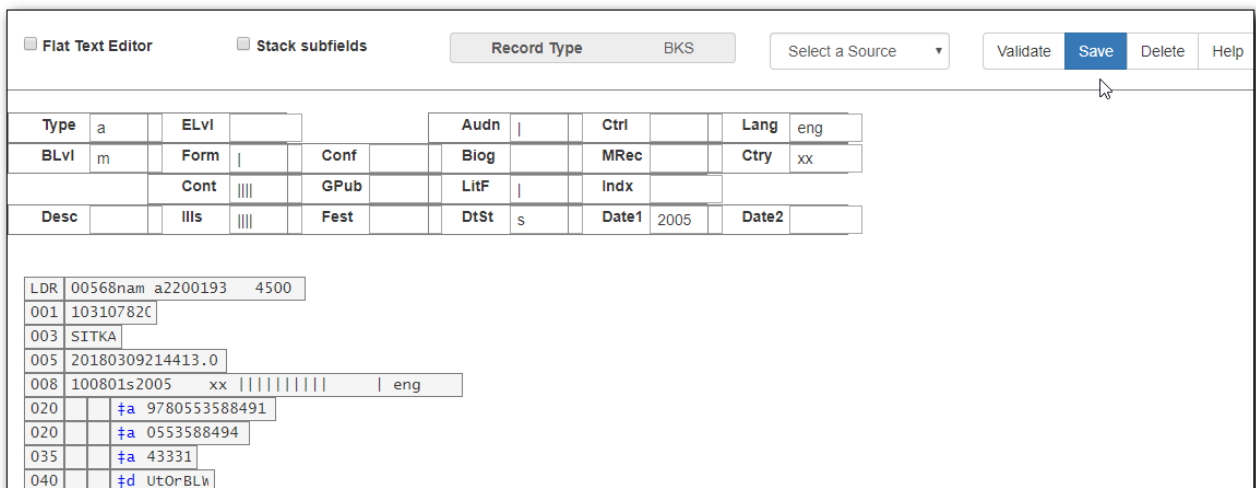 Flat Text Editor Stack subfields Record Type BKS Select a Source Validate Save Delete Help
Type a ELvl Audn | Ctrl Lang eng
BLvl m Form | Conf Biog MRec Ctry xx
Cont |||| GPub LitF | Indx
Desc Ills |||| Fest DtSt s Date1 2005 Date2
LDR 00568nam a2200193   4500
001 103107820
003 SITKA
005 20180309214413.0
008 100801s2005    xx ||||||||||     | eng
020 ‡a 9780553588491
020 ‡a 0553588494
035 ‡a 43331
040 ‡d UtOrBLW